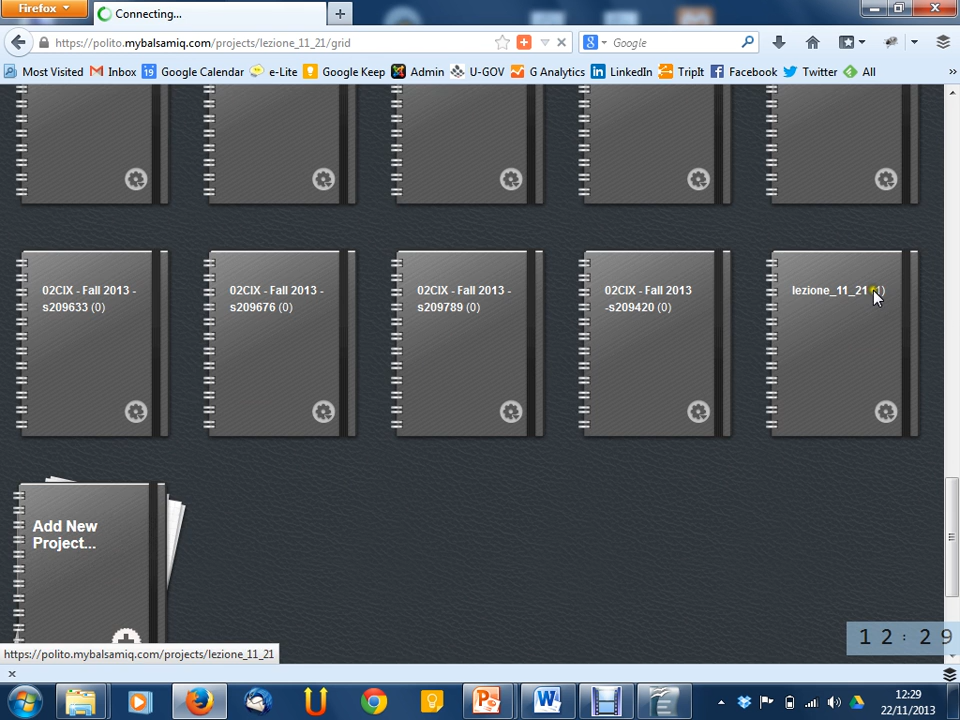 Firefox
Connecting...
https://polito.mybalsamiq.com/projects/lezione_11_21/grid
Google
Most Visited Inbox Google Calendar e-Lite Google Keep Admin U-GOV G Analytics LinkedIn TripIt Facebook Twitter All »
02CIX - Fall 2013 - s209633 (0)
02CIX - Fall 2013 - s209676 (0)
02CIX - Fall 2013 - s209789 (0)
02CIX - Fall 2013 -s209420 (0)
lezione_11_21
Add New
Project...
12:29
https://polito.mybalsamiq.com/projects/lezione_11_21
12:29
22/11/2013